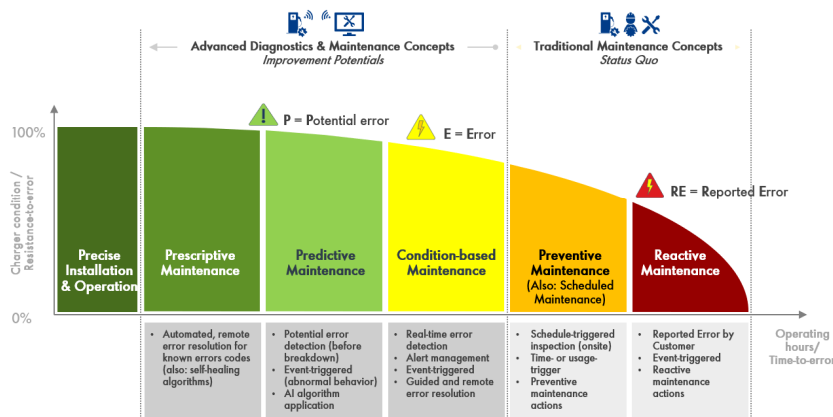 Advanced Diagnostics & Maintenance Concepts
Improvement Potentials
Traditional Maintenance Concepts
Status Quo
Charger condition /
Resistance-to-error
100%
0%
P = Potential error
E = Error
RE = Reported Error
Precise
Installation
& Operation
Prescriptive
Maintenance
Predictive
Maintenance
Condition-based
Maintenance
Preventive
Maintenance
(Also: Scheduled
Maintenance)
Reactive
Maintenance
• Automated, remote
error resolution for
known errors codes
(also: self-healing
algorithms)
• Potential error
detection (before
breakdown)
• Event-triggered
(abnormal behavior)
• AI algorithm
application
• Real-time error
detection
• Alert management
• Event-triggered
• Guided and remote
error resolution
• Schedule-triggered
inspection (onsite)
• Time- or usage-
trigger
• Preventive
maintenance
actions
• Reported Error by
Customer
• Event-triggered
• Reactive
maintenance
actions
Operating
hours/
Time-to-error